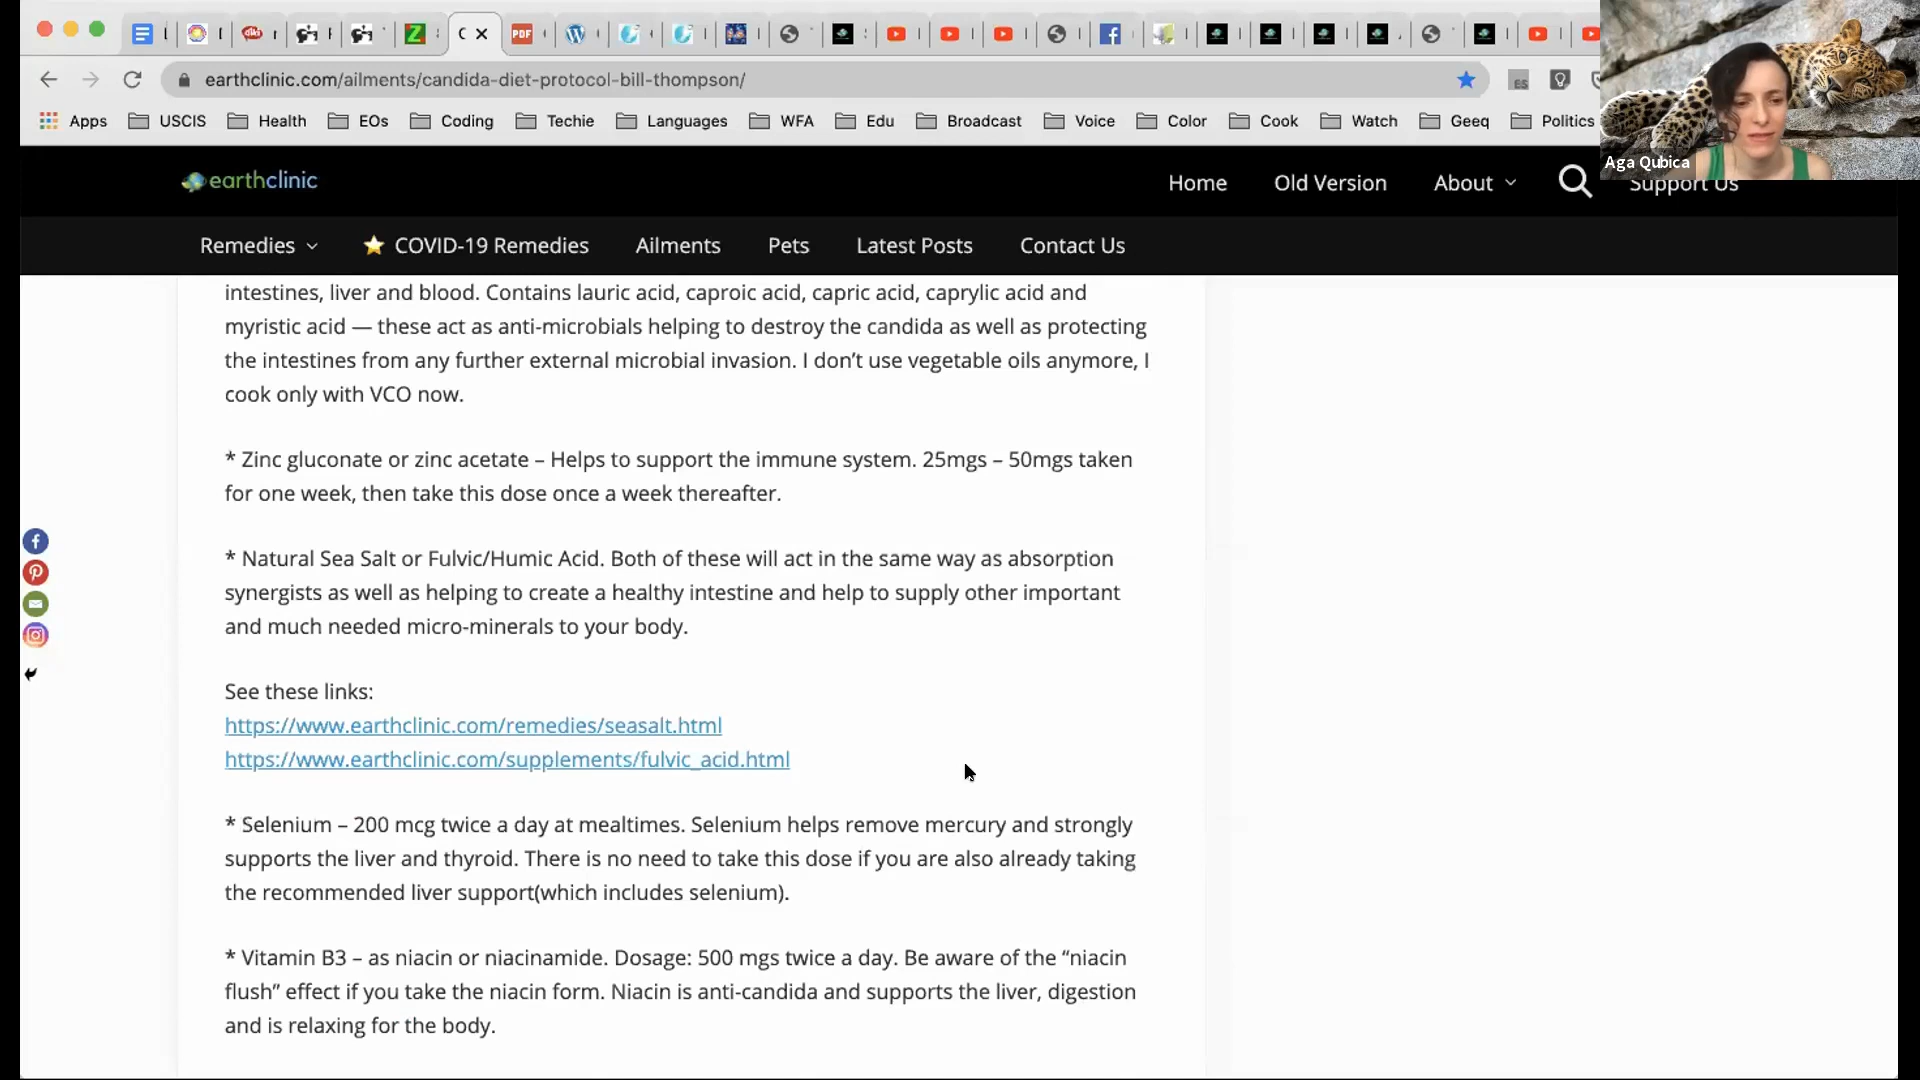 C
PDF
earthclinic.com/ailments/candida-diet-protocol-bill-thompson/
ES
Apps USCIS Health EOs Coding Techie Languages WFA Edu Broadcast Voice Color Cook Watch Geeq Politics
Aga Qubica
earthclinic
Home Old Version About Support Us
Remedies COVID-19 Remedies Ailments Pets Latest Posts Contact Us
intestines, liver and blood. Contains lauric acid, caproic acid, capric acid, caprylic acid and
myristic acid — these act as anti-microbials helping to destroy the candida as well as protecting
the intestines from any further external microbial invasion. I don’t use vegetable oils anymore, I
cook only with VCO now.
* Zinc gluconate or zinc acetate – Helps to support the immune system. 25mgs – 50mgs taken
for one week, then take this dose once a week thereafter.
* Natural Sea Salt or Fulvic/Humic Acid. Both of these will act in the same way as absorption
synergists as well as helping to create a healthy intestine and help to supply other important
and much needed micro-minerals to your body.
See these links:
https://www.earthclinic.com/remedies/seasalt.html
https://www.earthclinic.com/supplements/fulvic_acid.html
* Selenium – 200 mcg twice a day at mealtimes. Selenium helps remove mercury and strongly
supports the liver and thyroid. There is no need to take this dose if you are also already taking
the recommended liver support(which includes selenium).
* Vitamin B3 – as niacin or niacinamide. Dosage: 500 mgs twice a day. Be aware of the “niacin
flush” effect if you take the niacin form. Niacin is anti-candida and supports the liver, digestion
and is relaxing for the body.